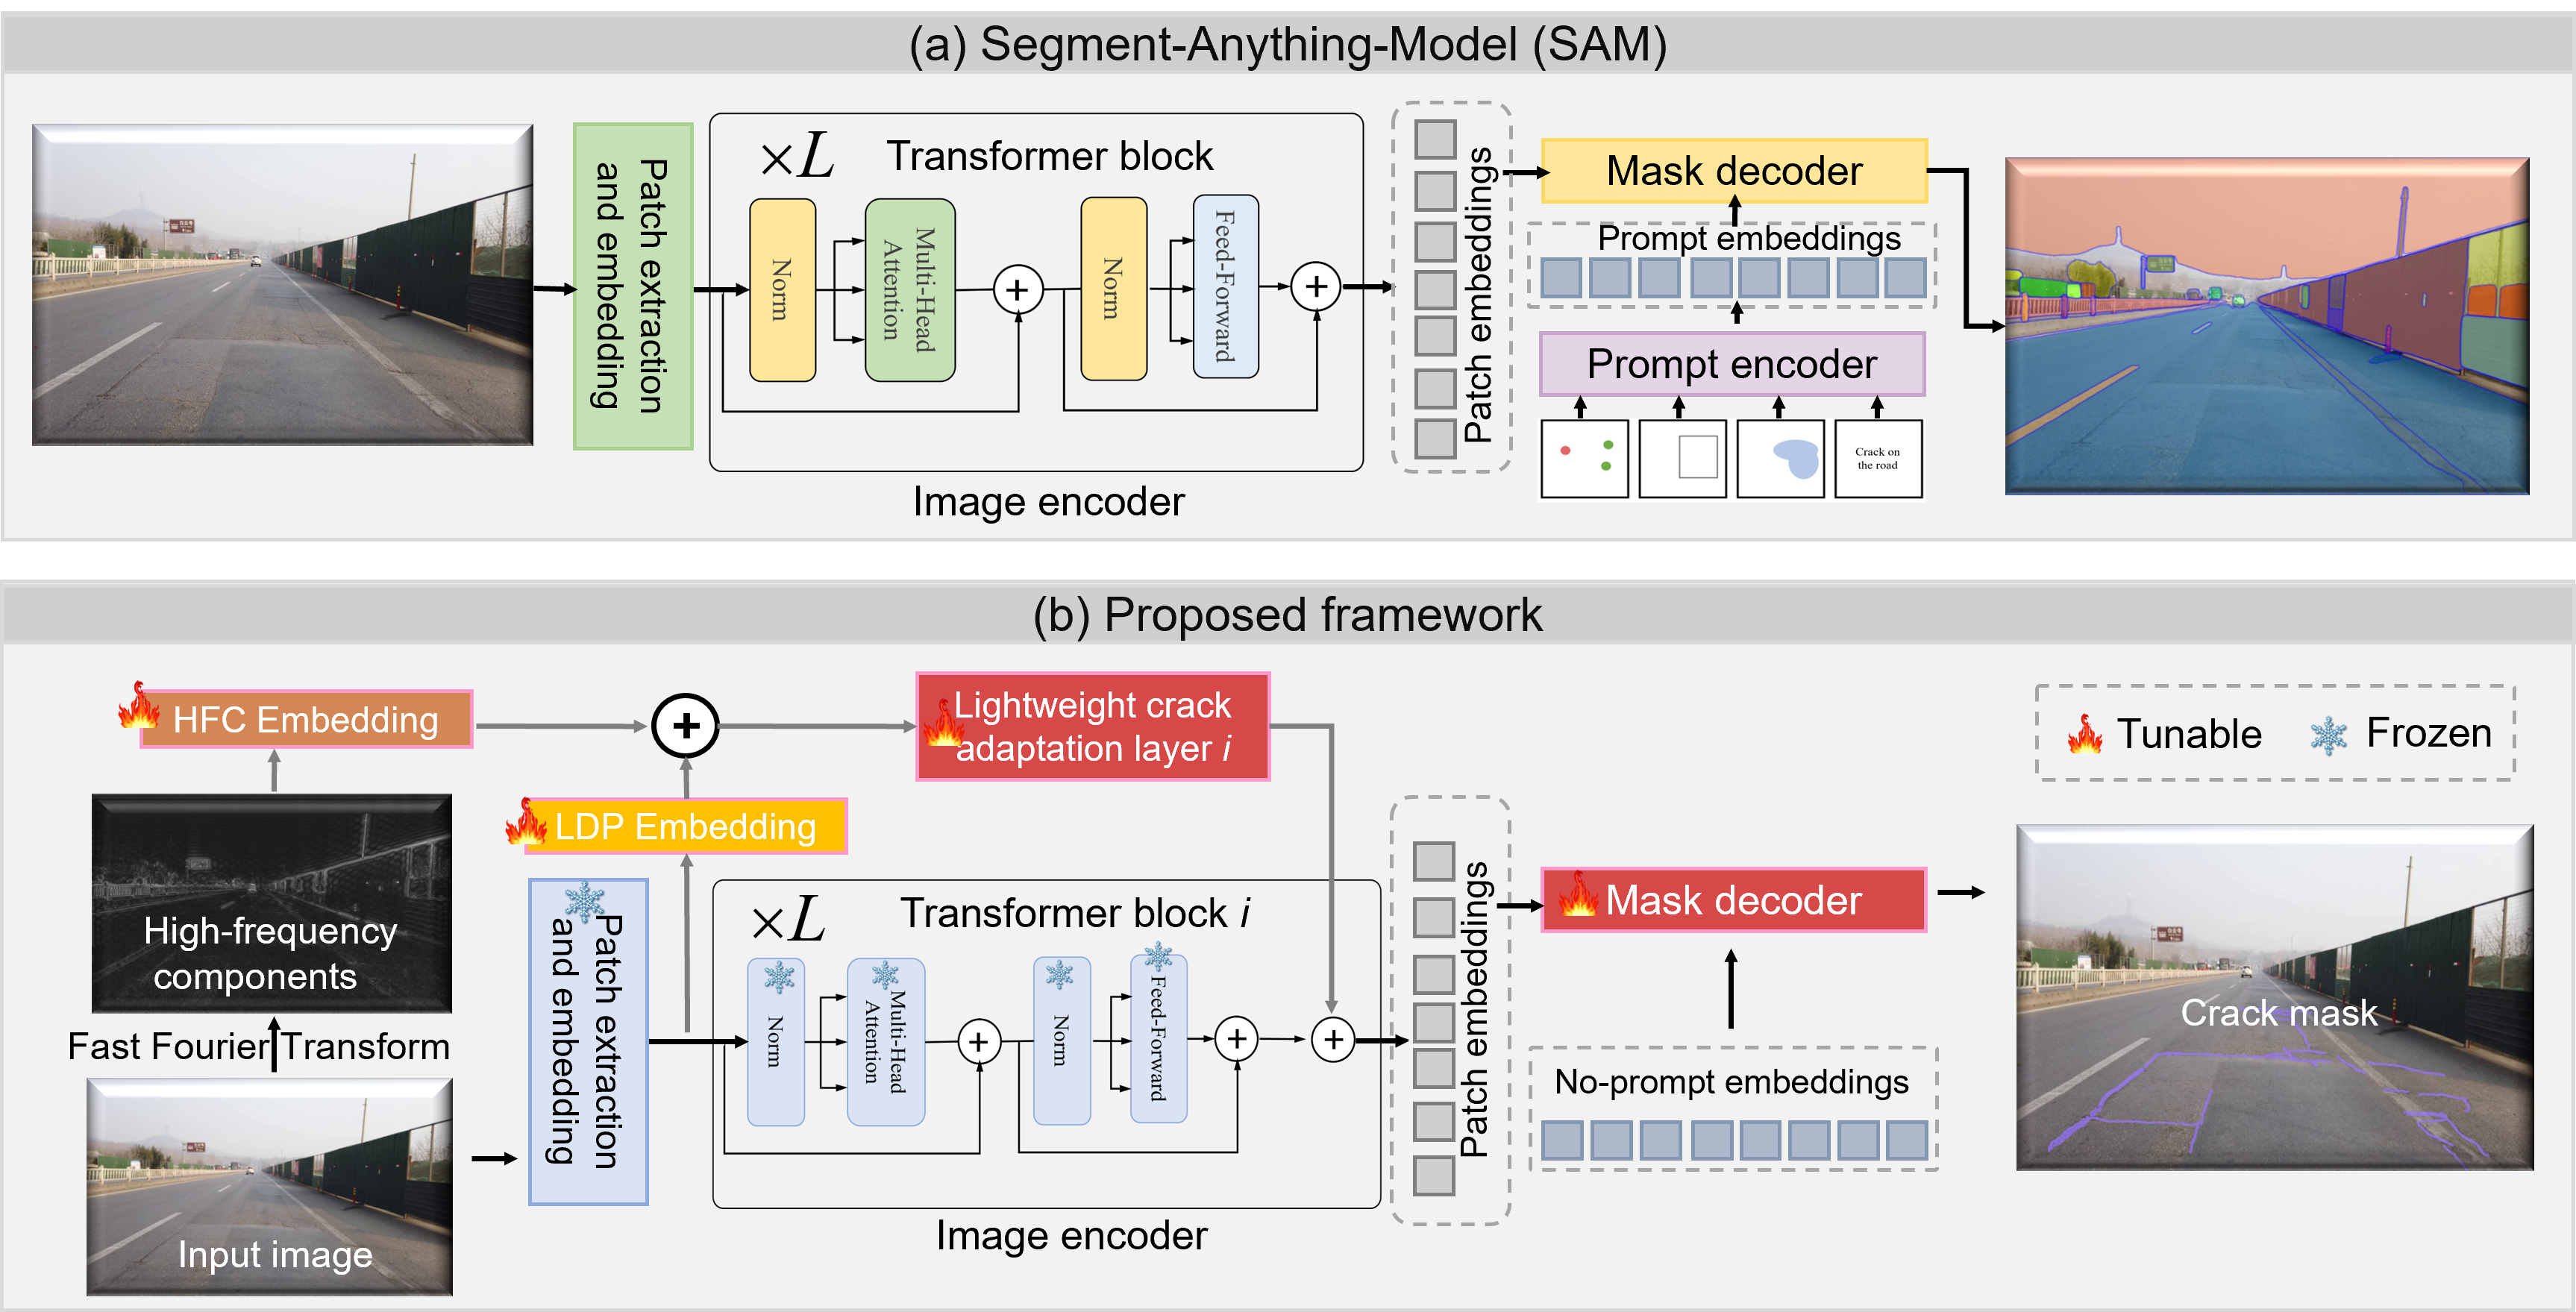 (a) Segment-Anything-Model (SAM)
Patch extraction
and embedding
×L
Transformer block
Norm
Multi-Head
Attention
Norm
Feed-Forward
Image encoder
Patch embeddings
Mask decoder
Prompt embeddings
Prompt encoder
Crack on
the road
(b) Proposed framework
HFC Embedding
Lightweight crack
adaptation layer i
Tunable
Frozen
LDP Embedding
High-frequency
components
Fast Fourier Transform
Input image
Patch extraction
and embedding
×L
Transformer block i
Norm
Multi-Head
Attention
Norm
Feed-Forward
Image encoder
Patch embeddings
Mask decoder
No-prompt embeddings
Crack mask